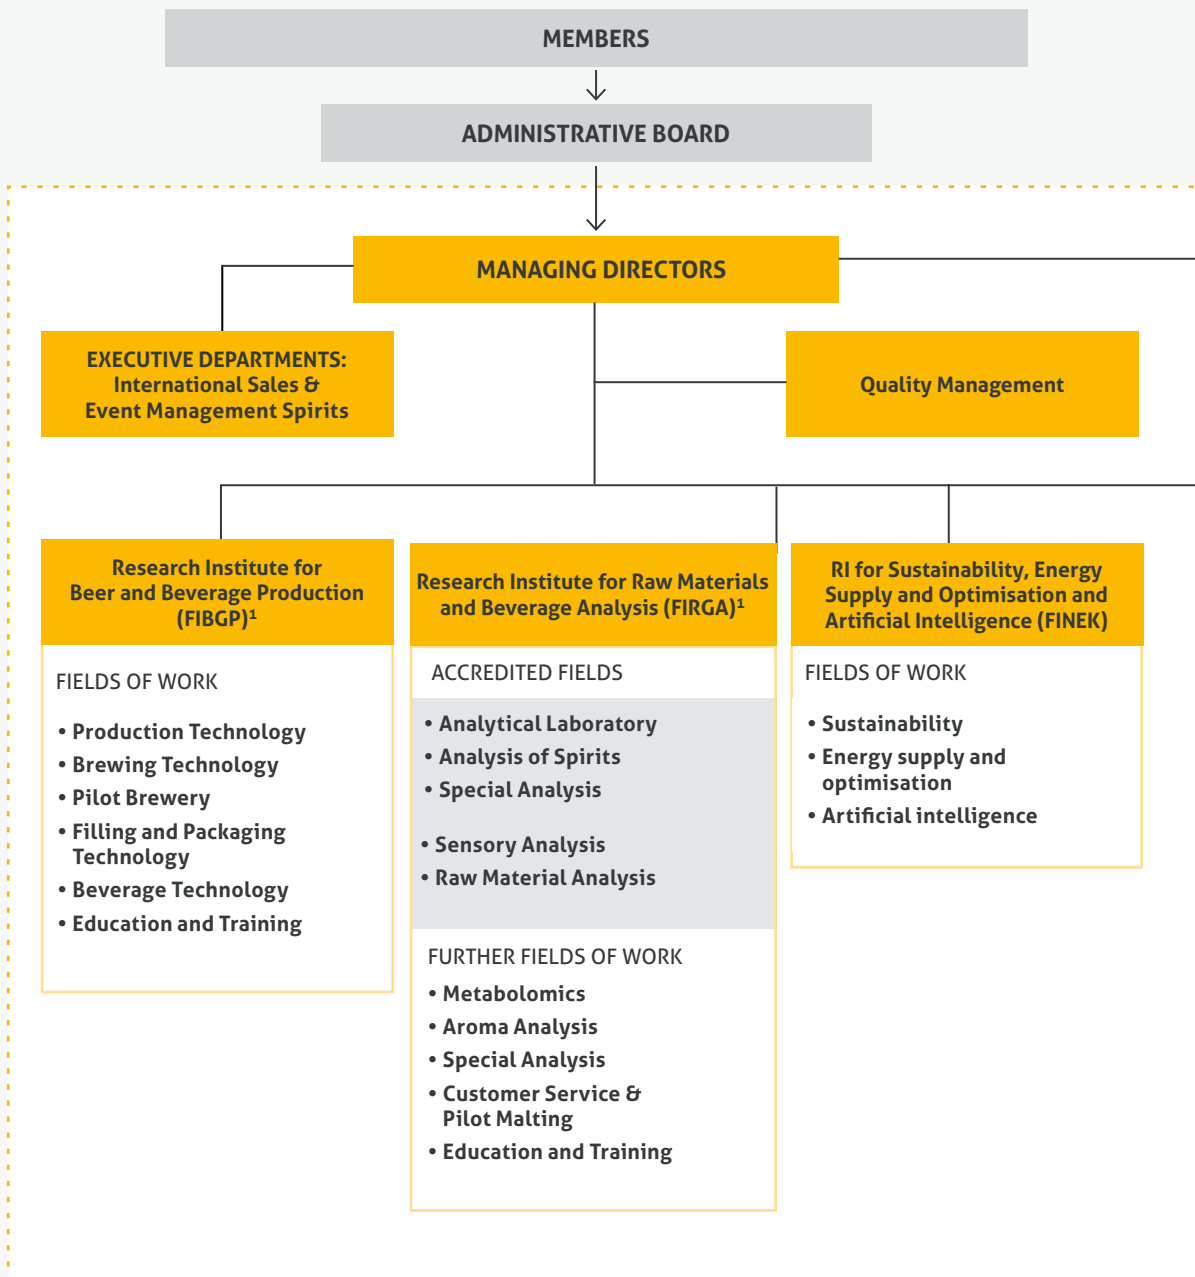 MEMBERS
ADMINISTRATIVE BOARD
MANAGING DIRECTORS
EXECUTIVE DEPARTMENTS:
International Sales &
Event Management Spirits
Quality Management
Research Institute for
Beer and Beverage Production
(FIBGP)¹
FIELDS OF WORK
• Production Technology
• Brewing Technology
• Pilot Brewery
• Filling and Packaging
Technology
• Beverage Technology
• Education and Training
Research Institute for Raw Materials
and Beverage Analysis (FIRGA)¹
ACCREDITED FIELDS
• Analytical Laboratory
• Analysis of Spirits
• Special Analysis
• Sensory Analysis
• Raw Material Analysis
FURTHER FIELDS OF WORK
• Metabolomics
• Aroma Analysis
• Special Analysis
• Customer Service &
Pilot Malting
• Education and Training
RI for Sustainability, Energy
Supply and Optimisation and
Artificial Intelligence (FINEK)
FIELDS OF WORK
• Sustainability
• Energy supply and
optimisation
• Artificial intelligence